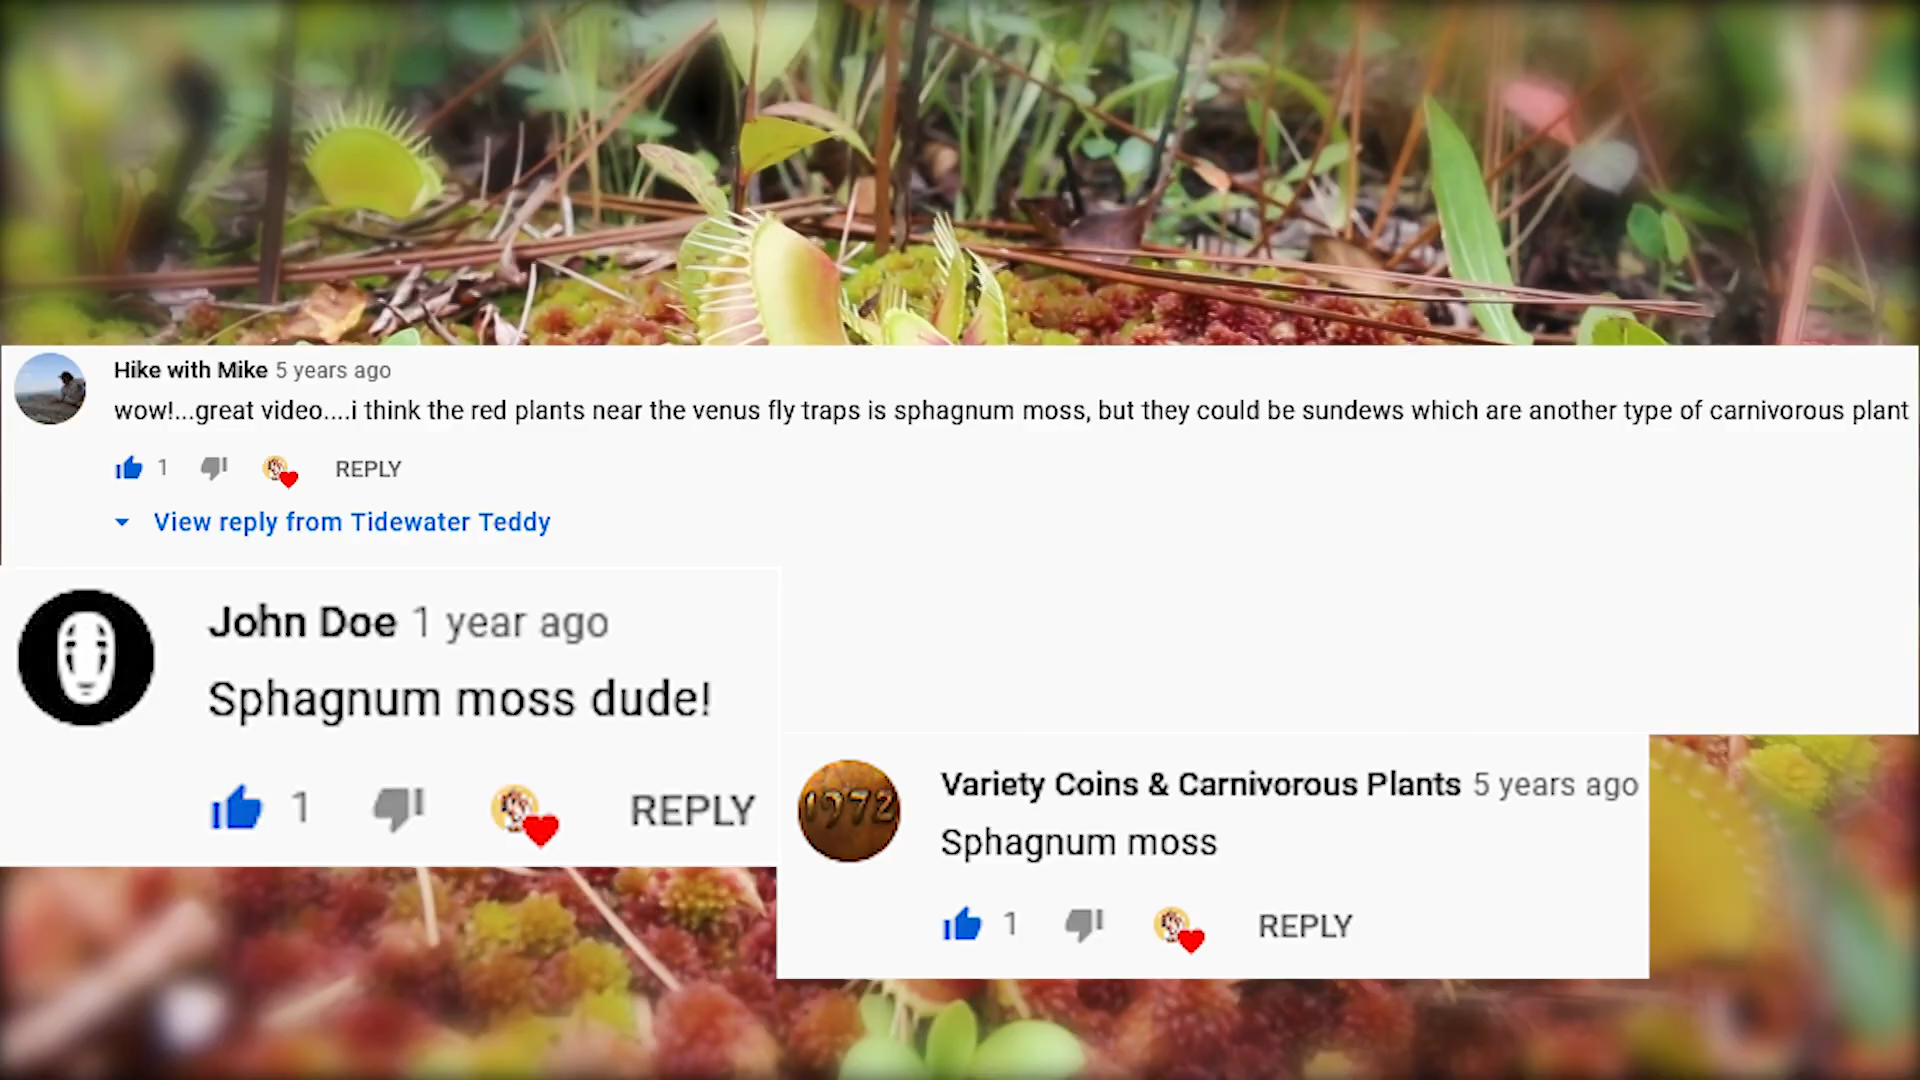 Hike with Mike 5 years ago
wow!...great video....i think the red plants near the venus fly traps is sphagnum moss, but they could be sundews which are another type of carnivorous plant
1 REPLY
View reply from Tidewater Teddy
John Doe 1 year ago
Sphagnum moss dude!
1 REPLY
1972
Variety Coins & Carnivorous Plants 5 years ago
Sphagnum moss
1 REPLY